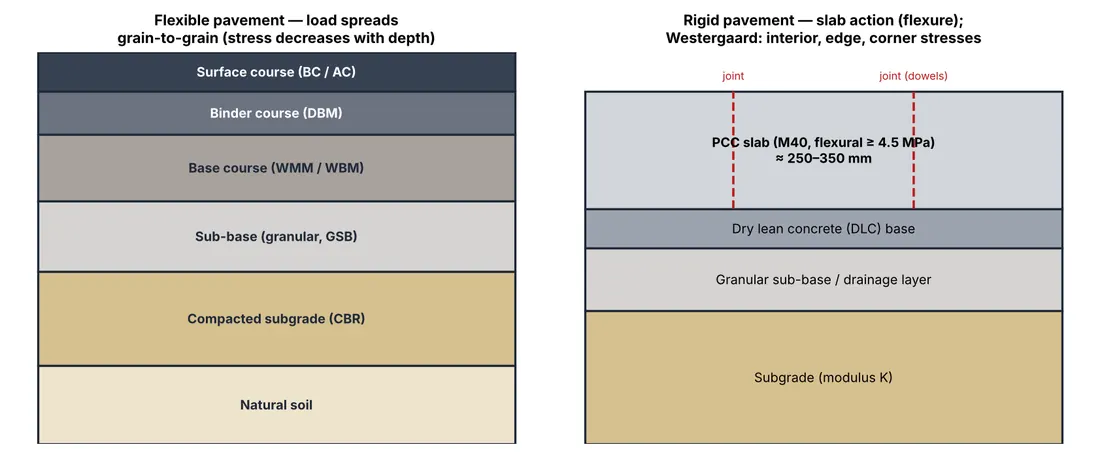 Flexible pavement — load spreads
grain-to-grain (stress decreases with depth)
Surface course (BC / AC)
Binder course (DBM)
Base course (WMM / WBM)
Sub-base (granular, GSB)
Compacted subgrade (CBR)
Natural soil
Rigid pavement — slab action (flexure);
Westergaard: interior, edge, corner stresses
joint
joint (dowels)
PCC slab (M40, flexural ≥ 4.5 MPa)
≈ 250–350 mm
Dry lean concrete (DLC) base
Granular sub-base / drainage layer
Subgrade (modulus K)